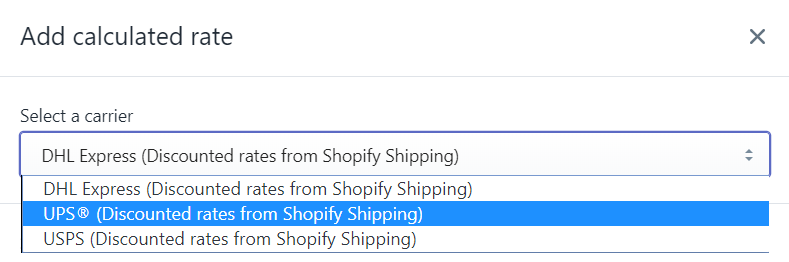 Add calculated rate
Select a carrier
DHL Express (Discounted rates from Shopify Shipping)
DHL Express (Discounted rates from Shopify Shipping)
UPS® (Discounted rates from Shopify Shipping)
USPS (Discounted rates from Shopify Shipping)